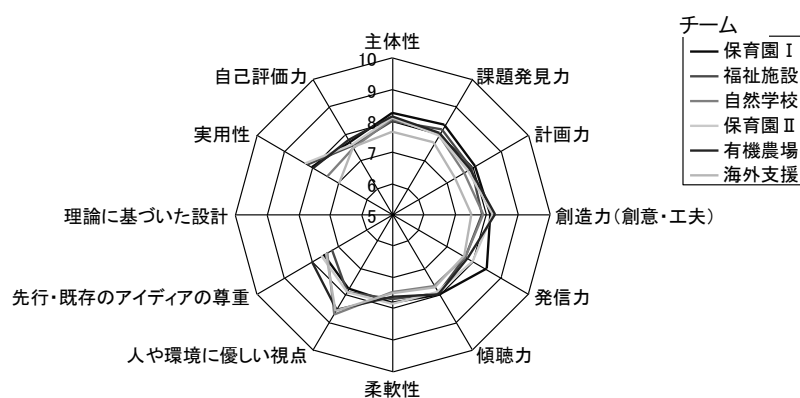 チーム
保育園Ⅰ
福祉施設
自然学校
保育園Ⅱ
有機農場
海外支援
主体性
課題発見力
計画力
創造力(創意・工夫)
発信力
傾聴力
柔軟性
人や環境に優しい視点
先行・既存のアイディアの尊重
理論に基づいた設計
実用性
自己評価力
10
9
8
7
6
5